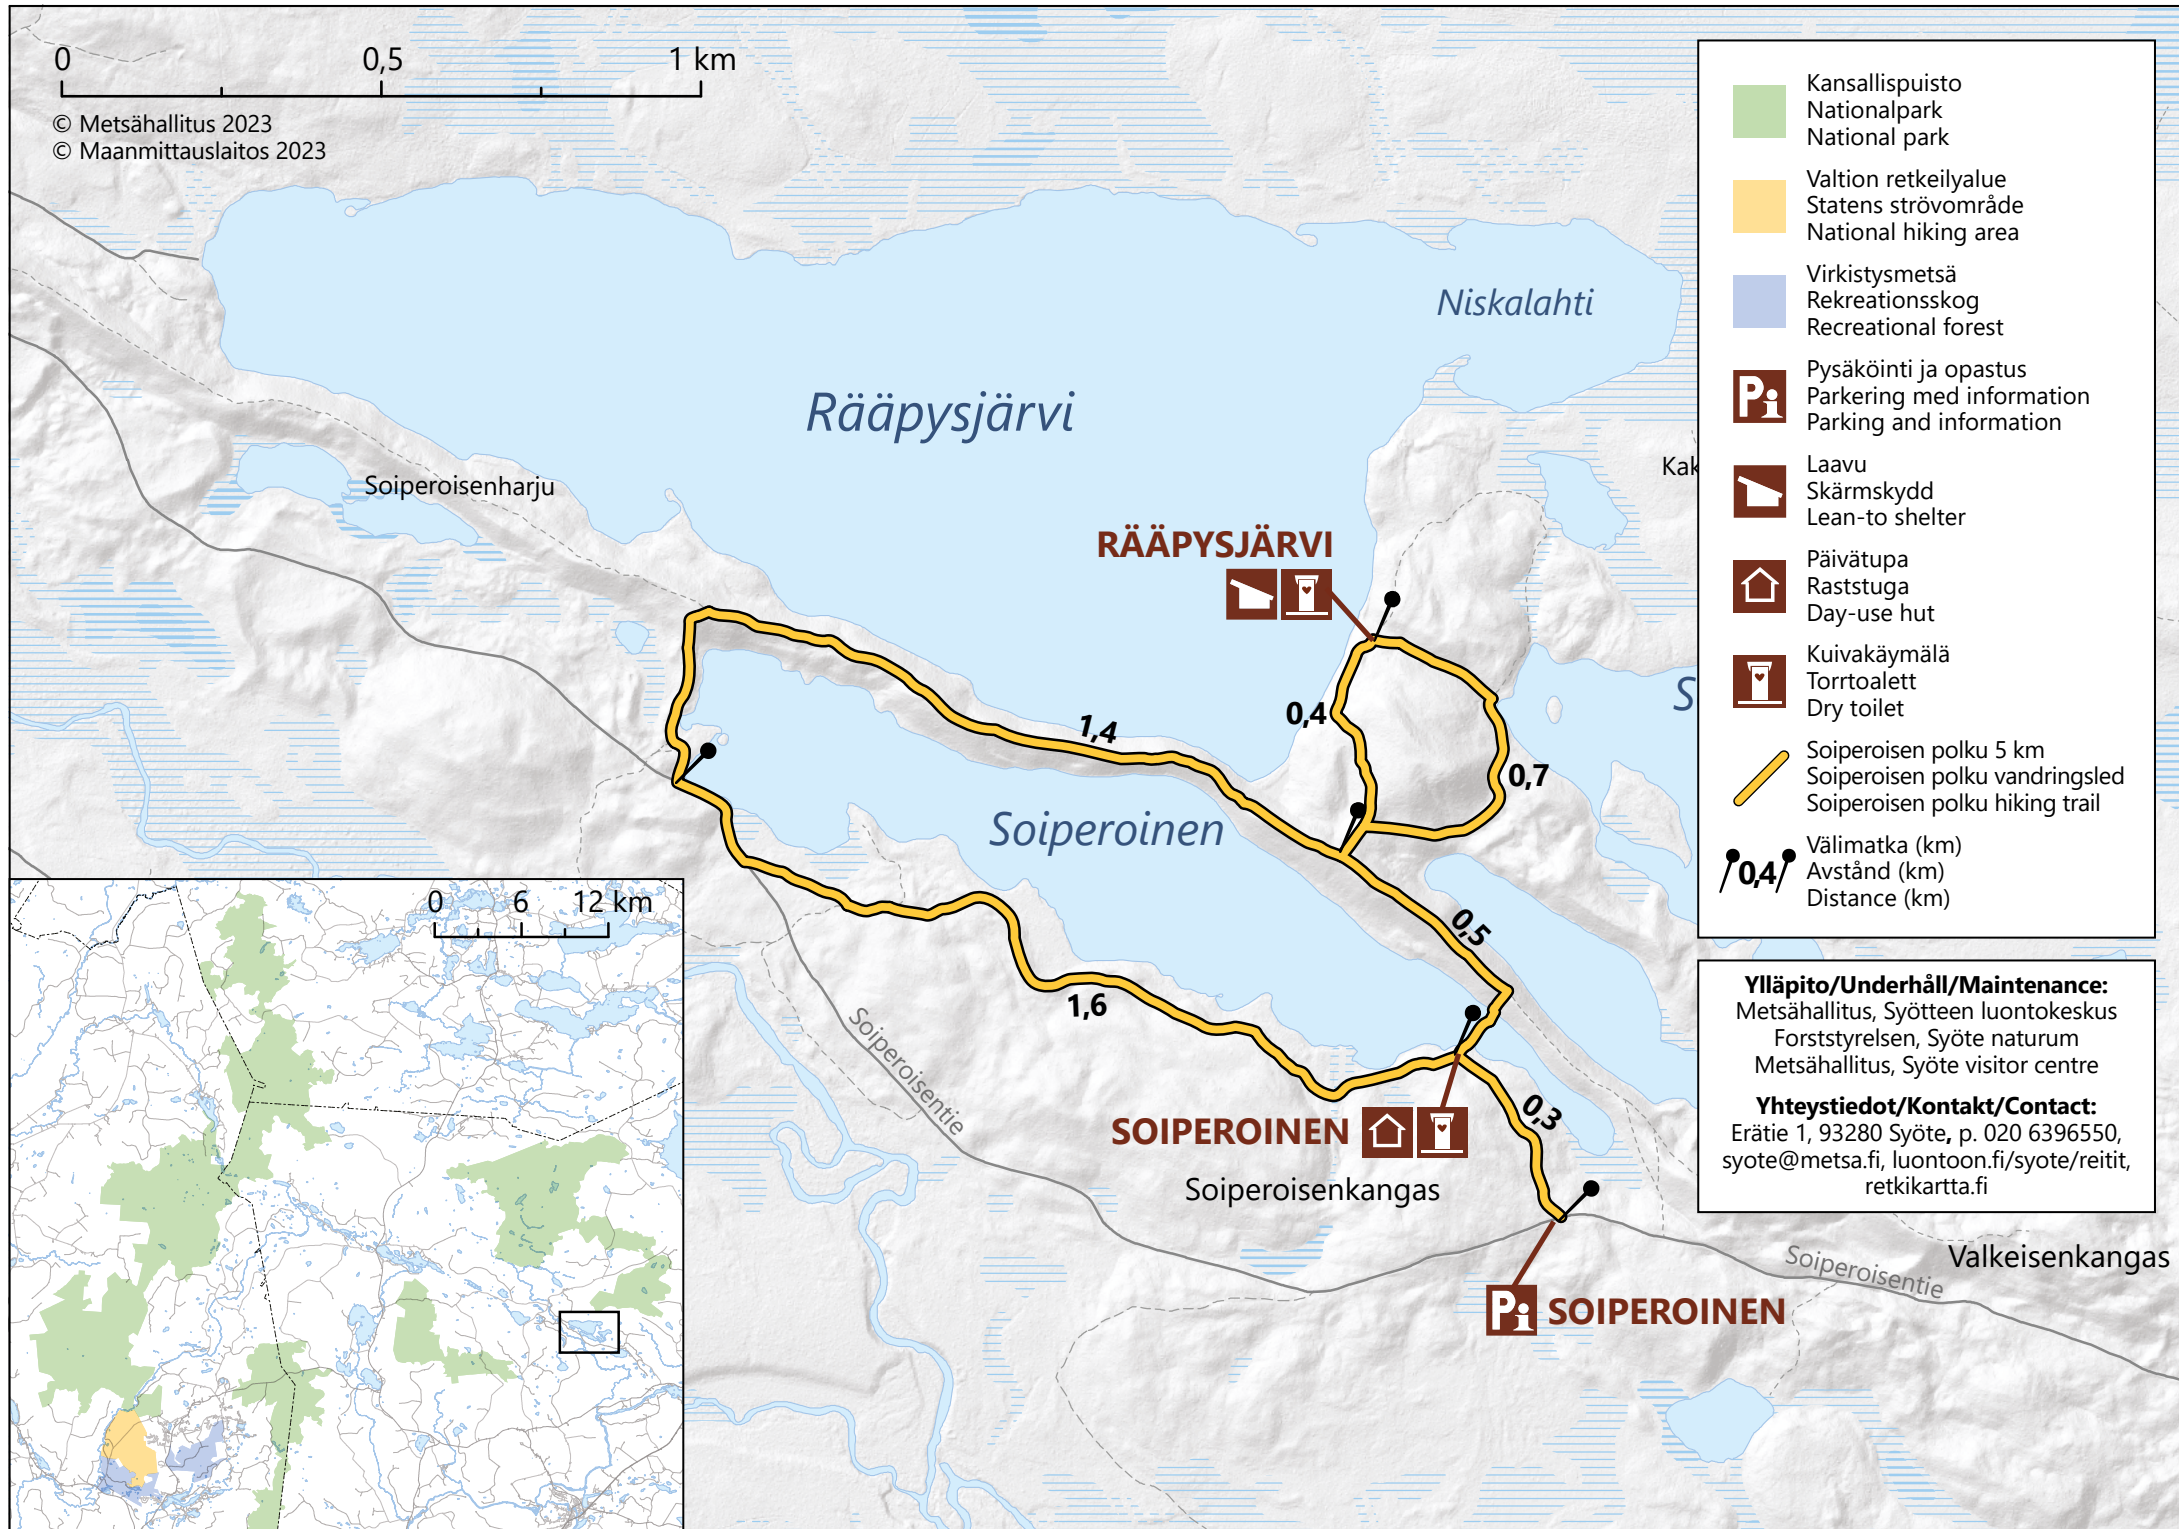 0 0,5 1 km
© Metsähallitus 2023
© Maanmittauslaitos 2023
Niskalahti
Rääpysjärvi
Soiperoisenharju
Kak
RÄÄPYSJÄRVI
S
0,4
1,4
0,7
Soiperoinen
0,5
1,6
Soiperoisentie
0,3
SOIPEROINEN
Soiperoisenkangas
Soiperoisentie
Valkeisenkangas
Pi SOIPEROINEN
0 6 12 km
Kansallispuisto
Nationalpark
National park
Valtion retkeilyalue
Statens strövområde
National hiking area
Virkistysmetsä
Rekreationsskog
Recreational forest
Pi
Pysäköinti ja opastus
Parkering med information
Parking and information
Laavu
Skärmskydd
Lean-to shelter
Päivätupa
Raststuga
Day-use hut
Kuivakäymälä
Torrtoalett
Dry toilet
Soiperoisen polku 5 km
Soiperoisen polku vandringsled
Soiperoisen polku hiking trail
0,4
Välimatka (km)
Avstånd (km)
Distance (km)
Ylläpito/Underhåll/Maintenance:
Metsähallitus, Syötteen luontokeskus
Forststyrelsen, Syöte naturum
Metsähallitus, Syöte visitor centre
Yhteystiedot/Kontakt/Contact:
Erätie 1, 93280 Syöte, p. 020 6396550,
syote@metsa.fi, luontoon.fi/syote/reitit,
retkikartta.fi